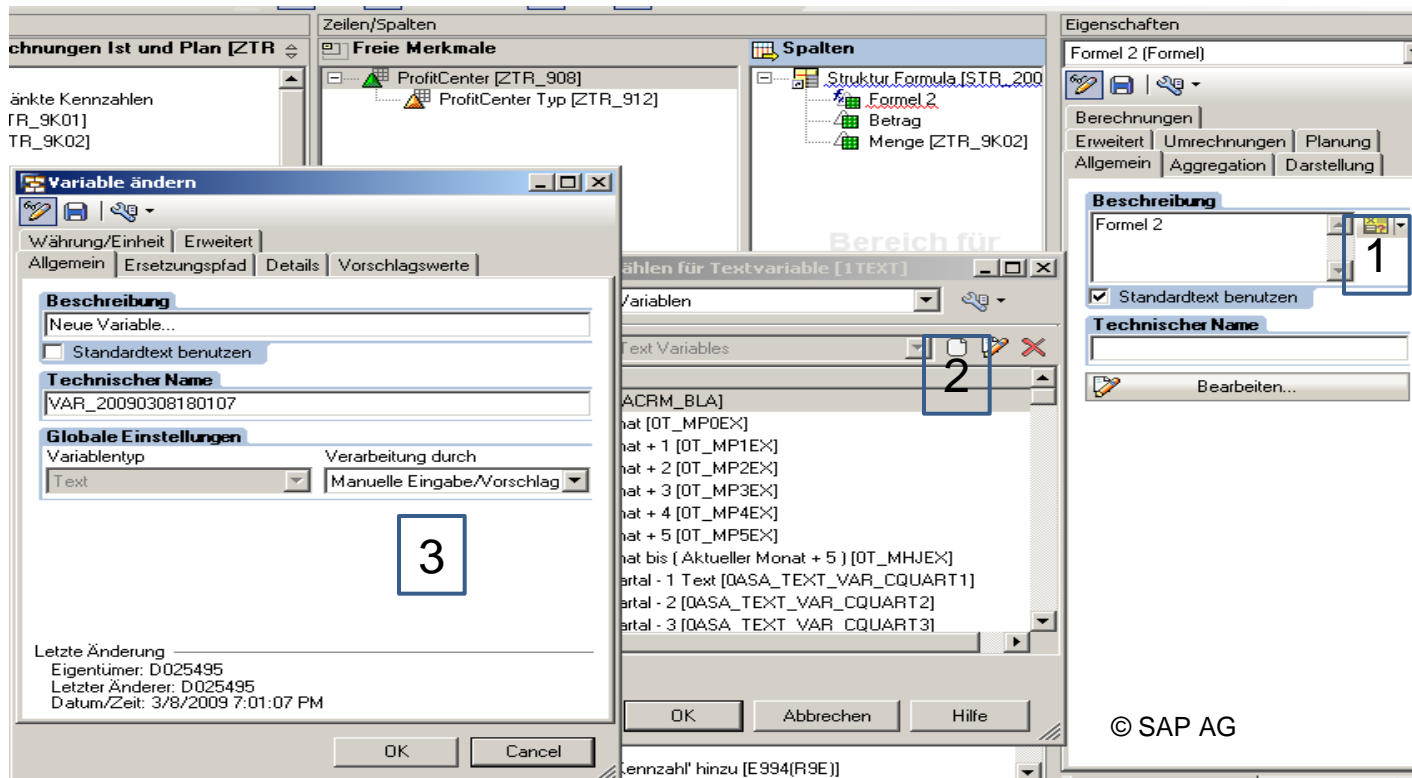 Zeilen/Spalten
Eigenschaften
chnungen Ist und Plan [ZTR
Freie Merkmale
Spalten
Formel 2 (Formel)
ProfitCenter [ZTR_908]
ProfitCenter Typ [ZTR_912]
Struktur Formula [STR_200
Formel 2
Betrag
Menge [ZTR_9K02]
änkte Kennzahlen
TR_9K01]
TR_9K02]
Berechnungen
Erweitert
Umrechnungen
Planung
Allgemein
Aggregation
Darstellung
Beschreibung
Formel 2
1
Standardtext benutzen
Technischer Name
Bearbeiten...
Bereich für
Variable ändern
Währung/Einheit
Erweitert
Allgemein
Ersetzungspfad
Details
Vorschlagswerte
Beschreibung
Neue Variable...
Standardtext benutzen
Technischer Name
VAR_20090308180107
Globale Einstellungen
Variablentyp
Verarbeitung durch
Text
Manuelle Eingabe/Vorschlag
3
Letzte Änderung
Eigentümer: D025495
Letzter Änderer: D025495
Datum/Zeit: 3/8/2009 7:01:07 PM
OK
Cancel
ählen für Textvariable [1TEXT]
Variablen
Text Variables
2
ACRM_BLA]
nat [0T_MP0EX]
nat + 1 [0T_MP1EX]
nat + 2 [0T_MP2EX]
nat + 3 [0T_MP3EX]
nat + 4 [0T_MP4EX]
nat + 5 [0T_MP5EX]
nat bis ( Aktueller Monat + 5 ) [0T_MHJEX]
artal - 1 Text [0ASA_TEXT_VAR_CQUART1]
artal - 2 [0ASA_TEXT_VAR_CQUART2]
artal - 3 [0ASA_TEXT_VAR_CQUART3]
OK
Abbrechen
Hilfe
Kennzahl' hinzu [E994(R9E)]
© SAP AG